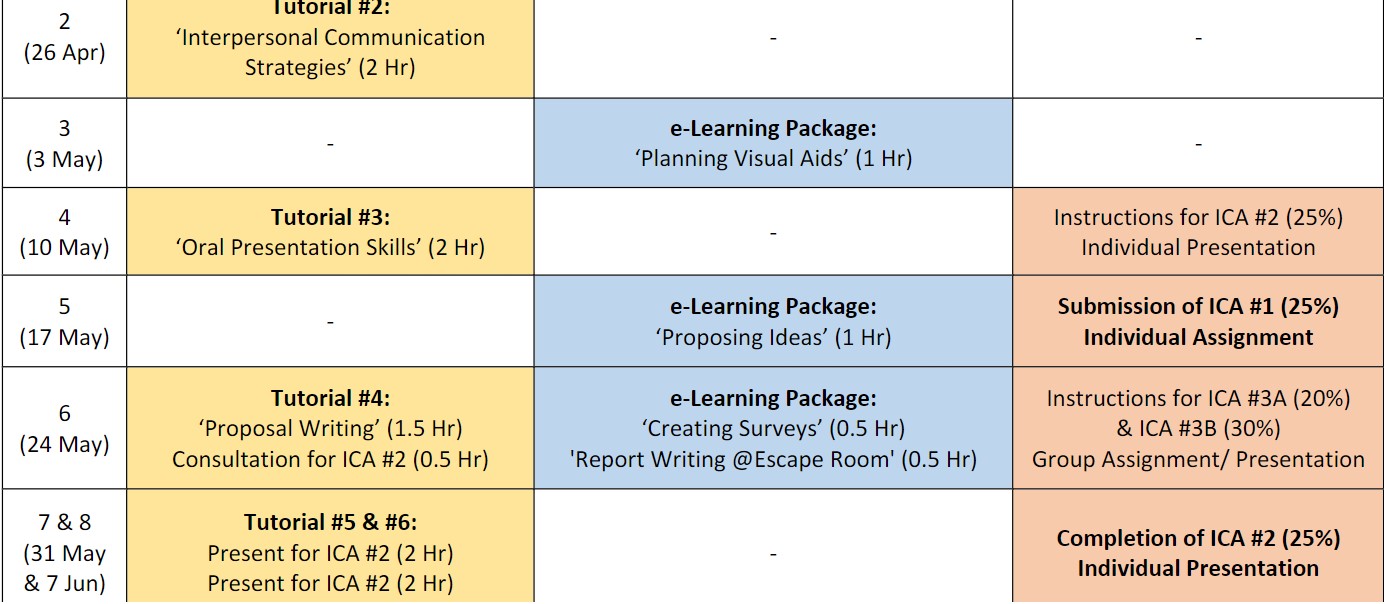 2
(26 Apr)
Tutorial #2:
‘Interpersonal Communication
Strategies’ (2 Hr)
-
-
3
(3 May)
-
e-Learning Package:
‘Planning Visual Aids’ (1 Hr)
-
4
(10 May)
Tutorial #3:
‘Oral Presentation Skills’ (2 Hr)
-
Instructions for ICA #2 (25%)
Individual Presentation
5
(17 May)
-
e-Learning Package:
‘Proposing Ideas’ (1 Hr)
Submission of ICA #1 (25%)
Individual Assignment
6
(24 May)
Tutorial #4:
‘Proposal Writing’ (1.5 Hr)
Consultation for ICA #2 (0.5 Hr)
e-Learning Package:
‘Creating Surveys’ (0.5 Hr)
'Report Writing @Escape Room' (0.5 Hr)
Instructions for ICA #3A (20%)
& ICA #3B (30%)
Group Assignment/ Presentation
7 & 8
(31 May
& 7 Jun)
Tutorial #5 & #6:
Present for ICA #2 (2 Hr)
Present for ICA #2 (2 Hr)
-
Completion of ICA #2 (25%)
Individual Presentation